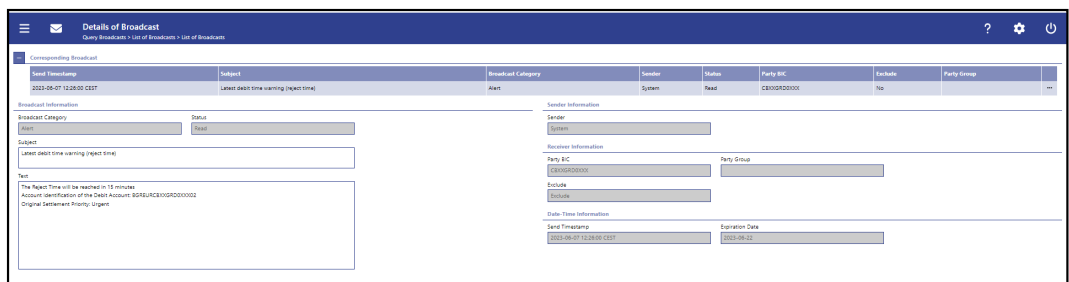 Details of Broadcast
Query Broadcasts > List of Broadcasts > List of Broadcasts
?
Corresponding Broadcast
Send Timestamp Subject Broadcast Category Sender Status Party BIC Exclude Party Group
2023-06-07 12:26:00 CEST Latest debit time warning (reject time) Alert System Read CBXXGRD0XXX No
Broadcast Information
Broadcast Category Status
Alert Read
Subject
Latest debit time warning (reject time)
Text
The Reject Time will be reached in 15 minutes
Account Identification of the Debit Account: BGREURCBXXGRD0XXX02
Original Settlement Priority: Urgent
Sender Information
Sender
System
Receiver Information
Party BIC Party Group
CBXXGRD0XXX
Exclude
Exclude
Date-Time Information
Send Timestamp Expiration Date
2023-06-07 12:26:00 CEST 2023-06-22